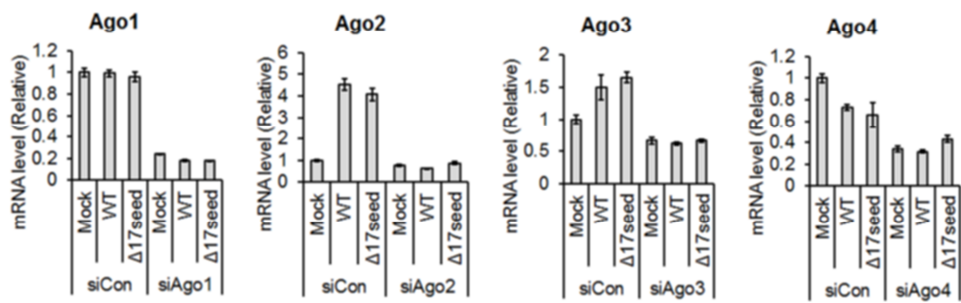 Ago1
mRNA level (Relative)
1.2
1
0.8
0.6
0.4
0.2
0
Mock
WT
Δ17seed
Mock
WT
Δ17seed
siCon
siAgo1
Ago2
mRNA level (Relative)
6
5
4
3
2
1
0
Mock
WT
Δ17seed
Mock
WT
Δ17seed
siCon
siAgo2
Ago3
mRNA level (Relative)
2
1.5
1
0.5
0
Mock
WT
Δ17seed
Mock
WT
Δ17seed
siCon
siAgo3
Ago4
mRNA level (Relative)
1.2
1
0.8
0.6
0.4
0.2
0
Mock
WT
Δ17seed
Mock
WT
Δ17seed
siCon
siAgo4